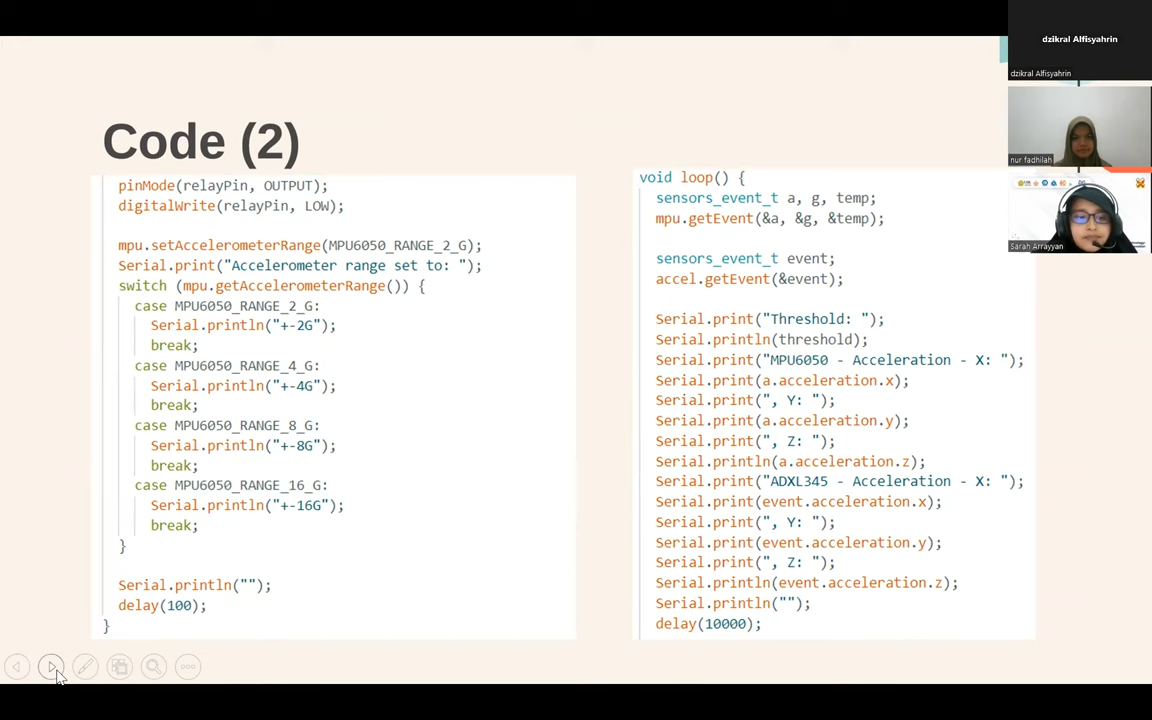 Code (2)
pinMode(relayPin, OUTPUT);
digitalWrite(relayPin, LOW);
mpu.setAccelerometerRange(MPU6050_RANGE_2_G);
Serial.print("Accelerometer range set to: ");
switch (mpu.getAccelerometerRange()) {
case MPU6050_RANGE_2_G:
Serial.println("+-2G");
break;
case MPU6050_RANGE_4_G:
Serial.println("+-4G");
break;
case MPU6050_RANGE_8_G:
Serial.println("+-8G");
break;
case MPU6050_RANGE_16_G:
Serial.println("+-16G");
break;
}
Serial.println("");
delay(100);
}
void loop() {
sensors_event_t a, g, temp;
mpu.getEvent(&a, &g, &temp);
sensors_event_t event;
accel.getEvent(&event);
Serial.print("Threshold: ");
Serial.println(threshold);
Serial.print("MPU6050 - Acceleration - X: ");
Serial.print(a.acceleration.x);
Serial.print(", Y: ");
Serial.print(a.acceleration.y);
Serial.print(", Z: ");
Serial.println(a.acceleration.z);
Serial.print("ADXL345 - Acceleration - X: ");
Serial.print(event.acceleration.x);
Serial.print(", Y: ");
Serial.print(event.acceleration.y);
Serial.print(", Z: ");
Serial.println(event.acceleration.z);
Serial.println("");
delay(10000);
dzikral Alfisyahrin
dzikral Alfisyahrin
nur fadhilah
Sarah Arrayyan